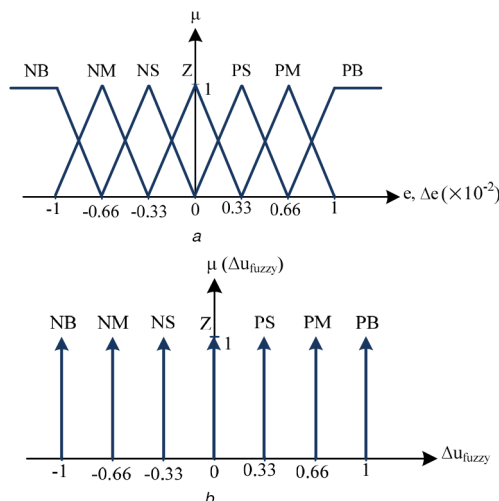 μ
NB NM NS Z PS PM PB
1
e, Δe (×10⁻²)
-1 -0.66 -0.33 0 0.33 0.66 1
a
μ (Δu_fuzzy)
NB NM NS Z PS PM PB
1
Δu_fuzzy
-1 -0.66 -0.33 0 0.33 0.66 1
b